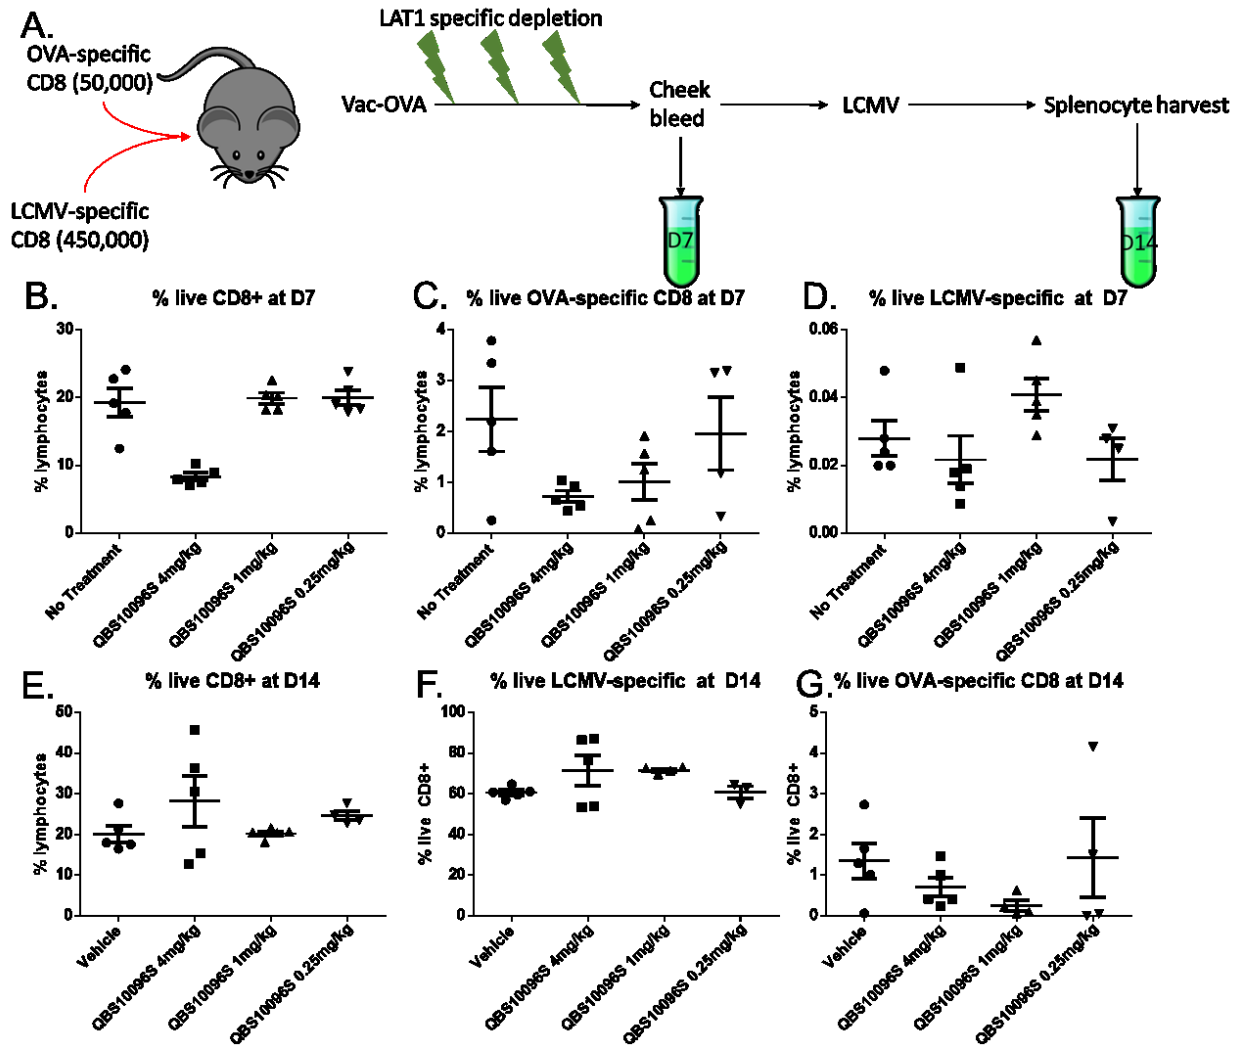 A.
LAT1 specific depletion
OVA-specific
CD8 (50,000)
LCMV-specific
CD8 (450,000)
Vac-OVA
Cheek
bleed
LCMV
Splenocyte harvest
D7
D14
B.
% live CD8+ at D7
% lymphocytes
30
20
10
0
No Treatment
QBS10096S 4mg/kg
QBS10096S 1mg/kg
QBS10096S 0.25mg/kg
C.
% live OVA-specific CD8 at D7
% lymphocytes
4
3
2
1
0
No Treatment
QBS10096S 4mg/kg
QBS10096S 1mg/kg
QBS10096S 0.25mg/kg
D.
% live LCMV-specific at D7
% lymphocytes
0.06
0.04
0.02
0.00
No Treatment
QBS10096S 4mg/kg
QBS10096S 1mg/kg
QBS10096S 0.25mg/kg
E.
% live CD8+ at D14
% lymphocytes
50
40
30
20
10
0
Vehicle
QBS10096S 4mg/kg
QBS10096S 1mg/kg
QBS10096S 0.25mg/kg
F.
% live LCMV-specific at D14
% live CD8+
100
80
60
40
20
0
Vehicle
QBS10096S 4mg/kg
QBS10096S 1mg/kg
QBS10096S 0.25mg/kg
G.
% live OVA-specific CD8 at D14
% live CD8+
5
4
3
2
1
0
Vehicle
QBS10096S 4mg/kg
QBS10096S 1mg/kg
QBS10096S 0.25mg/kg